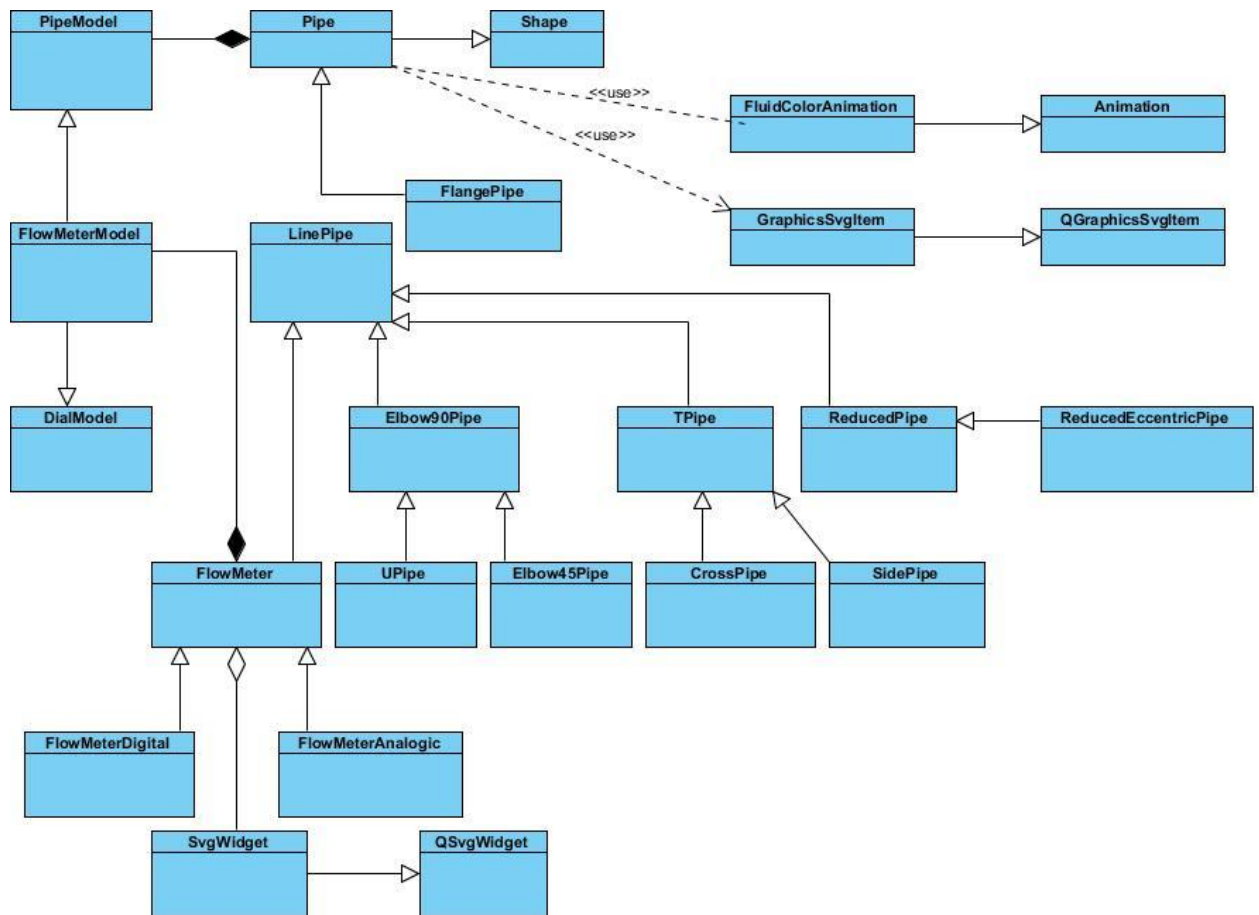 PipeModel
Pipe
Shape
<<use>>
FluidColorAnimation
Animation
<<use>>
FlangePipe
GraphicsSvgItem
QGraphicsSvgItem
FlowMeterModel
LinePipe
DialModel
Elbow90Pipe
TPipe
ReducedPipe
ReducedEccentricPipe
FlowMeter
UPipe
Elbow45Pipe
CrossPipe
SidePipe
FlowMeterDigital
FlowMeterAnalogic
SvgWidget
QSvgWidget